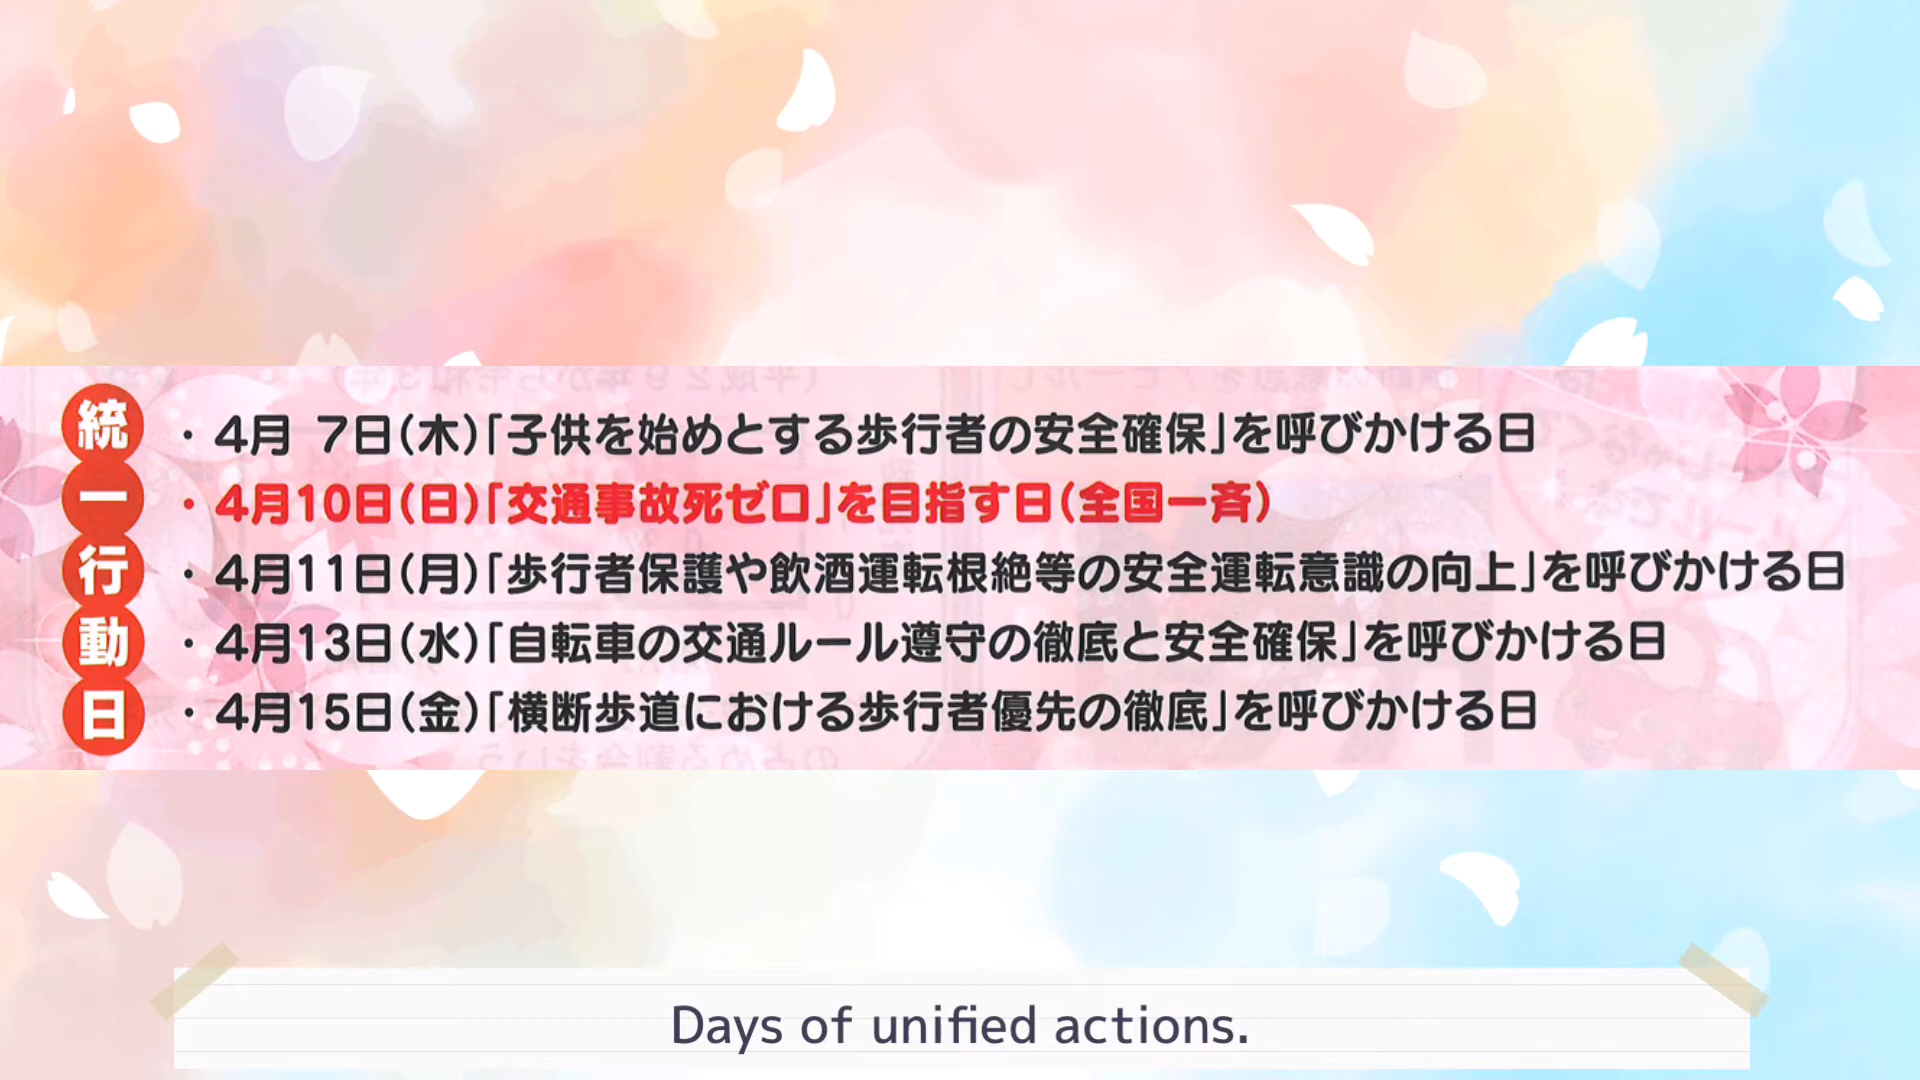 統一行動日
・4月 7日(木)「子供を始めとする歩行者の安全確保」を呼びかける日
・4月10日(日)「交通事故死ゼロ」を目指す日(全国一斉)
・4月11日(月)「歩行者保護や飲酒運転根絶等の安全運転意識の向上」を呼びかける日
・4月13日(水)「自転車の交通ルール遵守の徹底と安全確保」を呼びかける日
・4月15日(金)「横断歩道における歩行者優先の徹底」を呼びかける日
Days of unified actions.